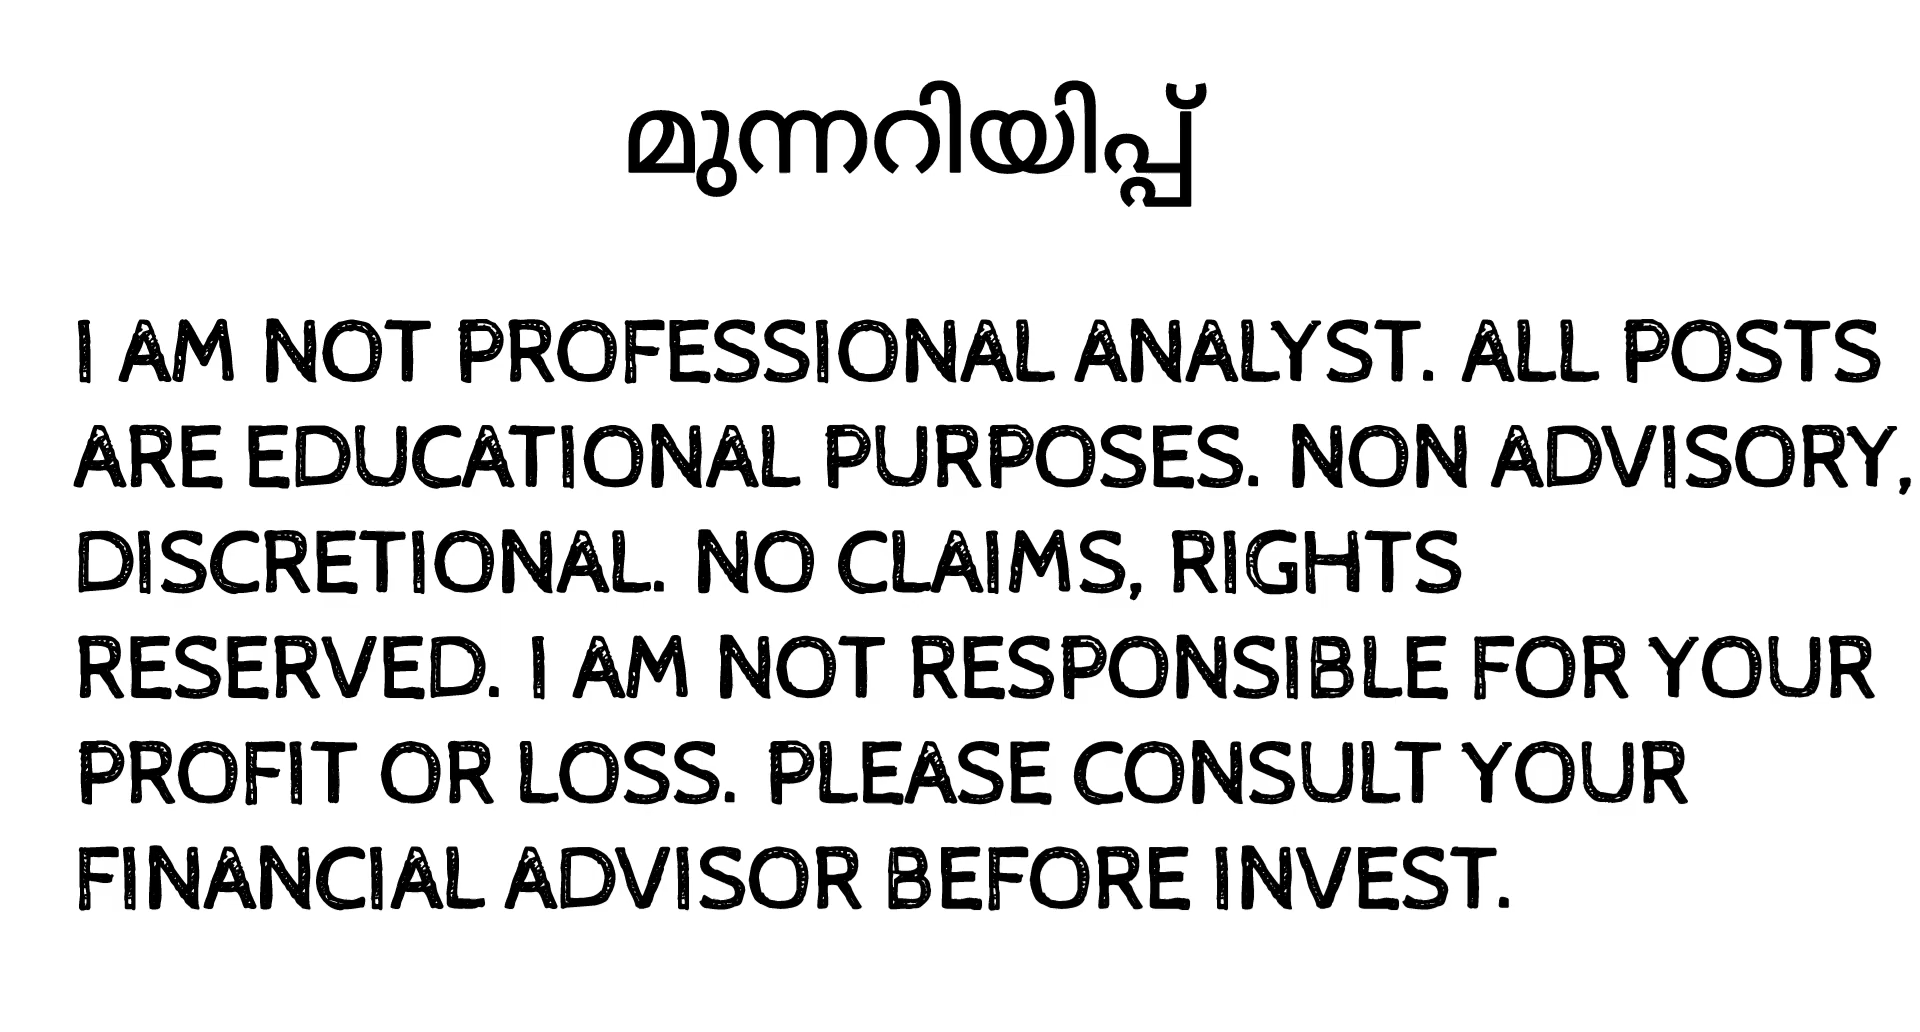 മുന്നറിയിപ്പ്
I AM NOT PROFESSIONAL ANALYST. ALL POSTS
ARE EDUCATIONAL PURPOSES. NON ADVISORY,
DISCRETIONAL. NO CLAIMS, RIGHTS
RESERVED. I AM NOT RESPONSIBLE FOR YOUR
PROFIT OR LOSS. PLEASE CONSULT YOUR
FINANCIAL ADVISOR BEFORE INVEST.